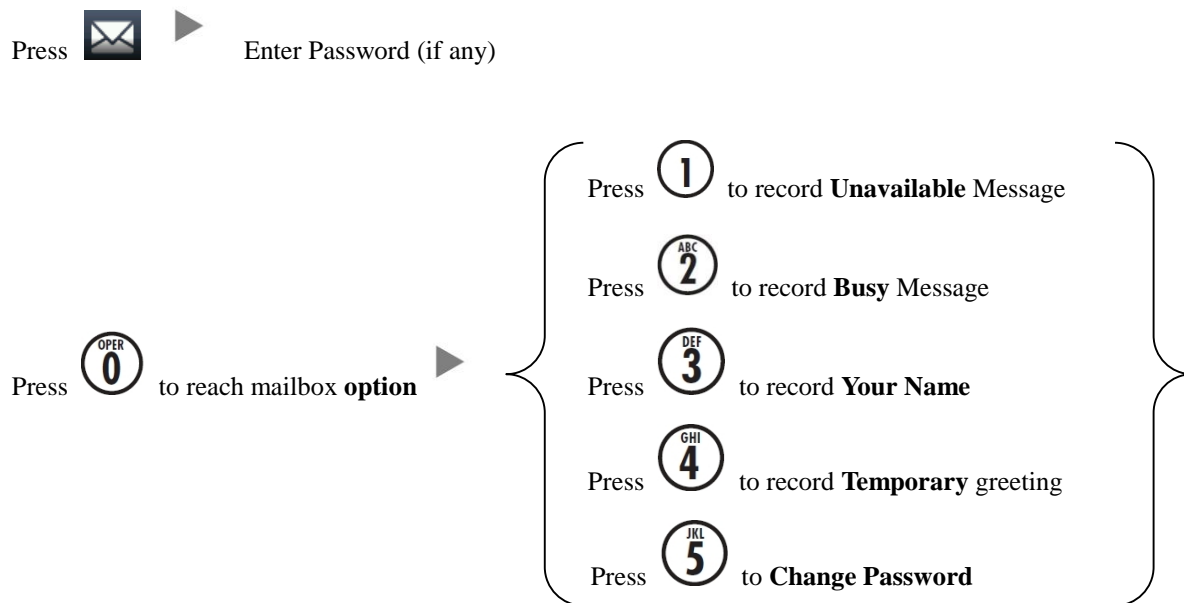 Press Enter Password (if any)
Press 1 to record Unavailable Message
Press ABC 2 to record Busy Message
Press OPER 0 to reach mailbox option
Press DEF 3 to record Your Name
Press GHI 4 to record Temporary greeting
Press JKL 5 to Change Password